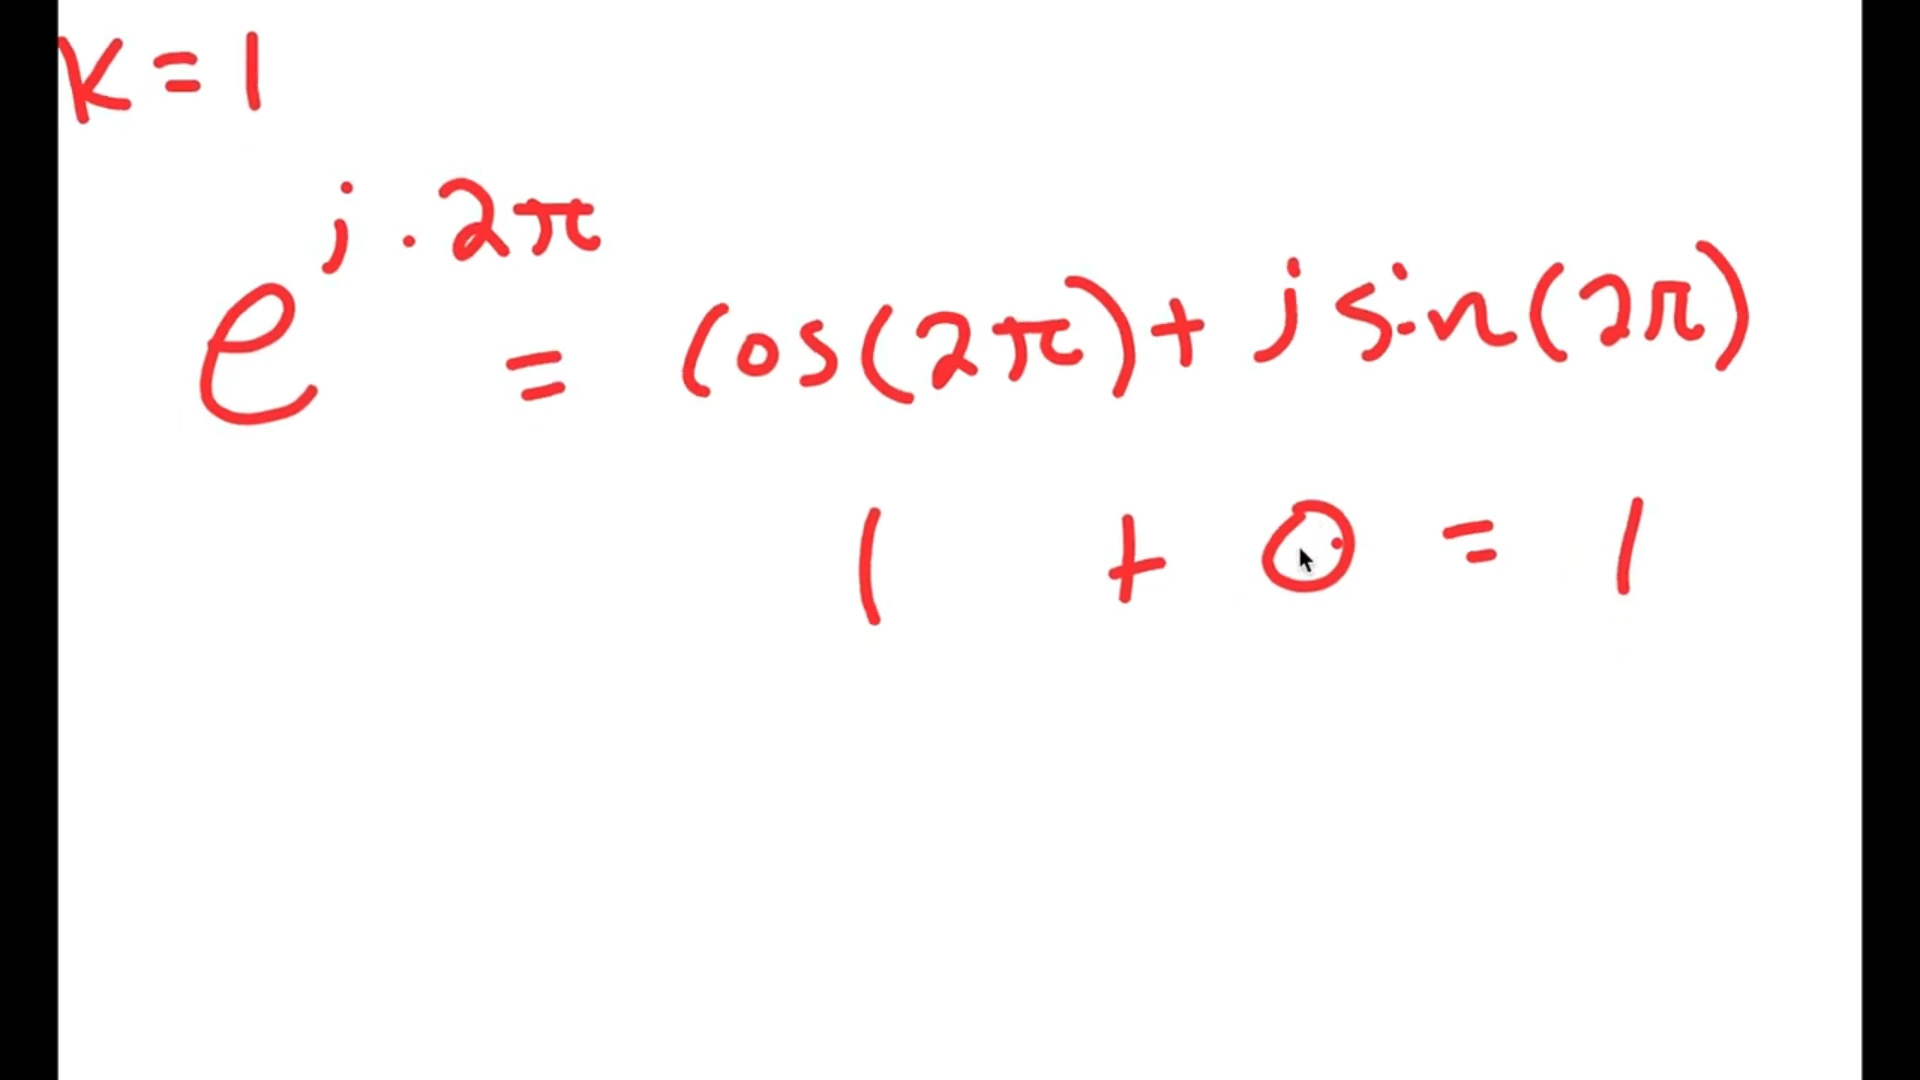 k = 1
e^{j · 2π} = cos(2π) + j sin(2π)
1 + 0 = 1